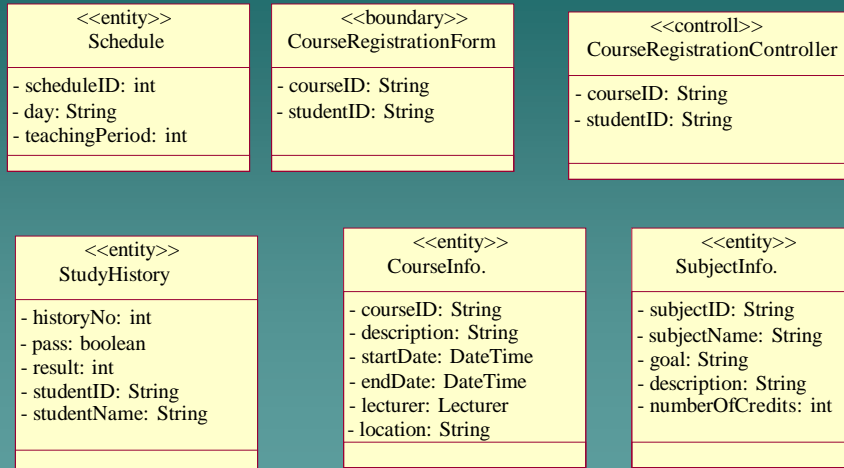 <<entity>>
Schedule
- scheduleID: int
- day: String
- teachingPeriod: int
<<boundary>>
CourseRegistrationForm
- courseID: String
- studentID: String
<<controll>>
CourseRegistrationController
- courseID: String
- studentID: String
<<entity>>
StudyHistory
- historyNo: int
- pass: boolean
- result: int
- studentID: String
- studentName: String
<<entity>>
CourseInfo.
- courseID: String
- description: String
- startDate: DateTime
- endDate: DateTime
- lecturer: Lecturer
- location: String
<<entity>>
SubjectInfo.
- subjectID: String
- subjectName: String
- goal: String
- description: String
- numberOfCredits: int